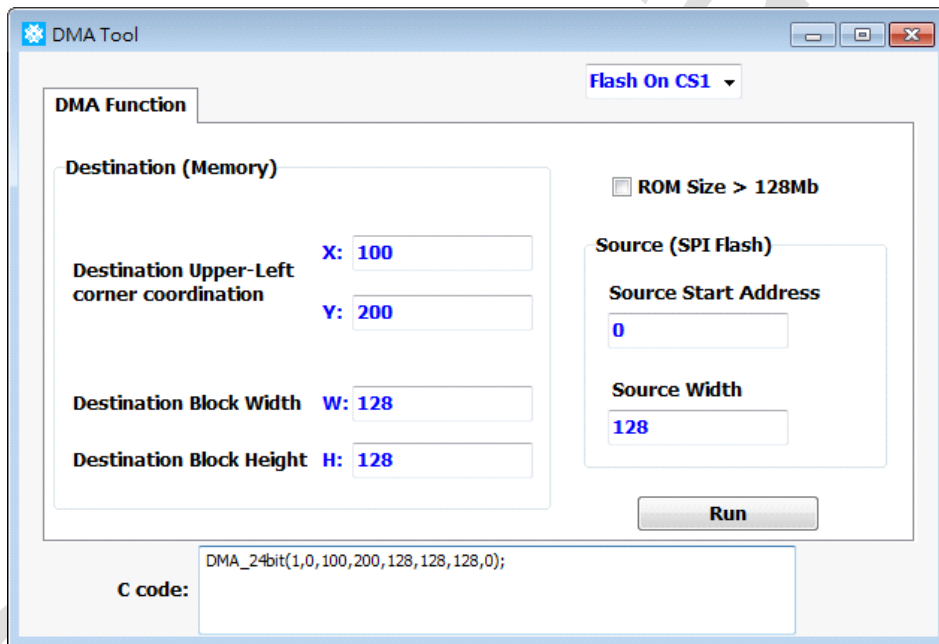 DMA Tool
Flash On CS1
DMA Function
Destination (Memory)
ROM Size > 128Mb
Destination Upper-Left
corner coordination
X: 100
Y: 200
Destination Block Width W: 128
Destination Block Height H: 128
Source (SPI Flash)
Source Start Address
0
Source Width
128
Run
C code:
DMA_24bit(1,0,100,200,128,128,128,0);